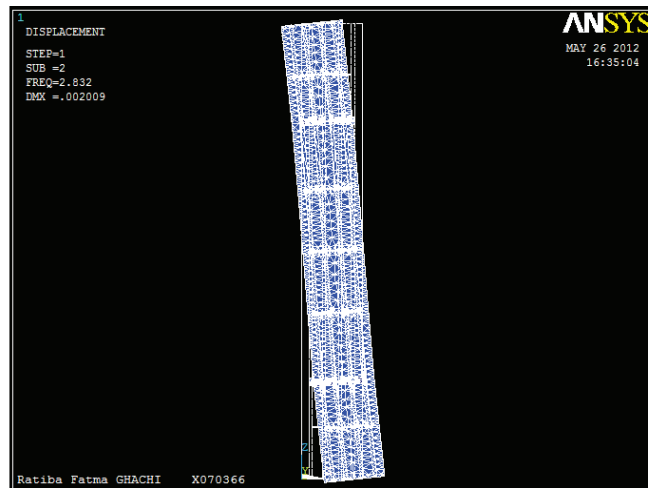 1
DISPLACEMENT
STEP=1
SUB =2
FREQ=2.832
DMX =.002009
ANSYS
MAY 26 2012
16:35:04
Z
Y
Ratiba Fatma GHACHI X070366